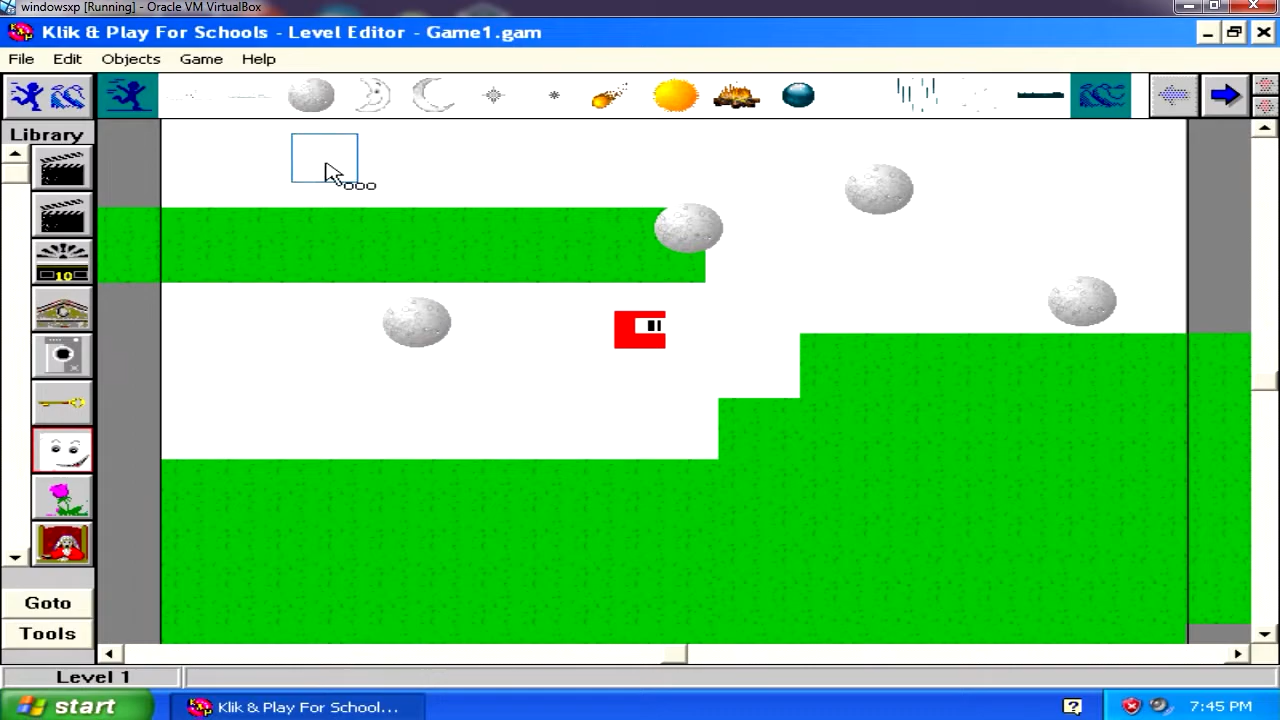 windowsxp [Running] - Oracle VM VirtualBox
Klik & Play For Schools - Level Editor - Game1.gam
File Edit Objects Game Help
Library
10
Goto
Tools
Level 1
start
Klik & Play For School...
7:45 PM